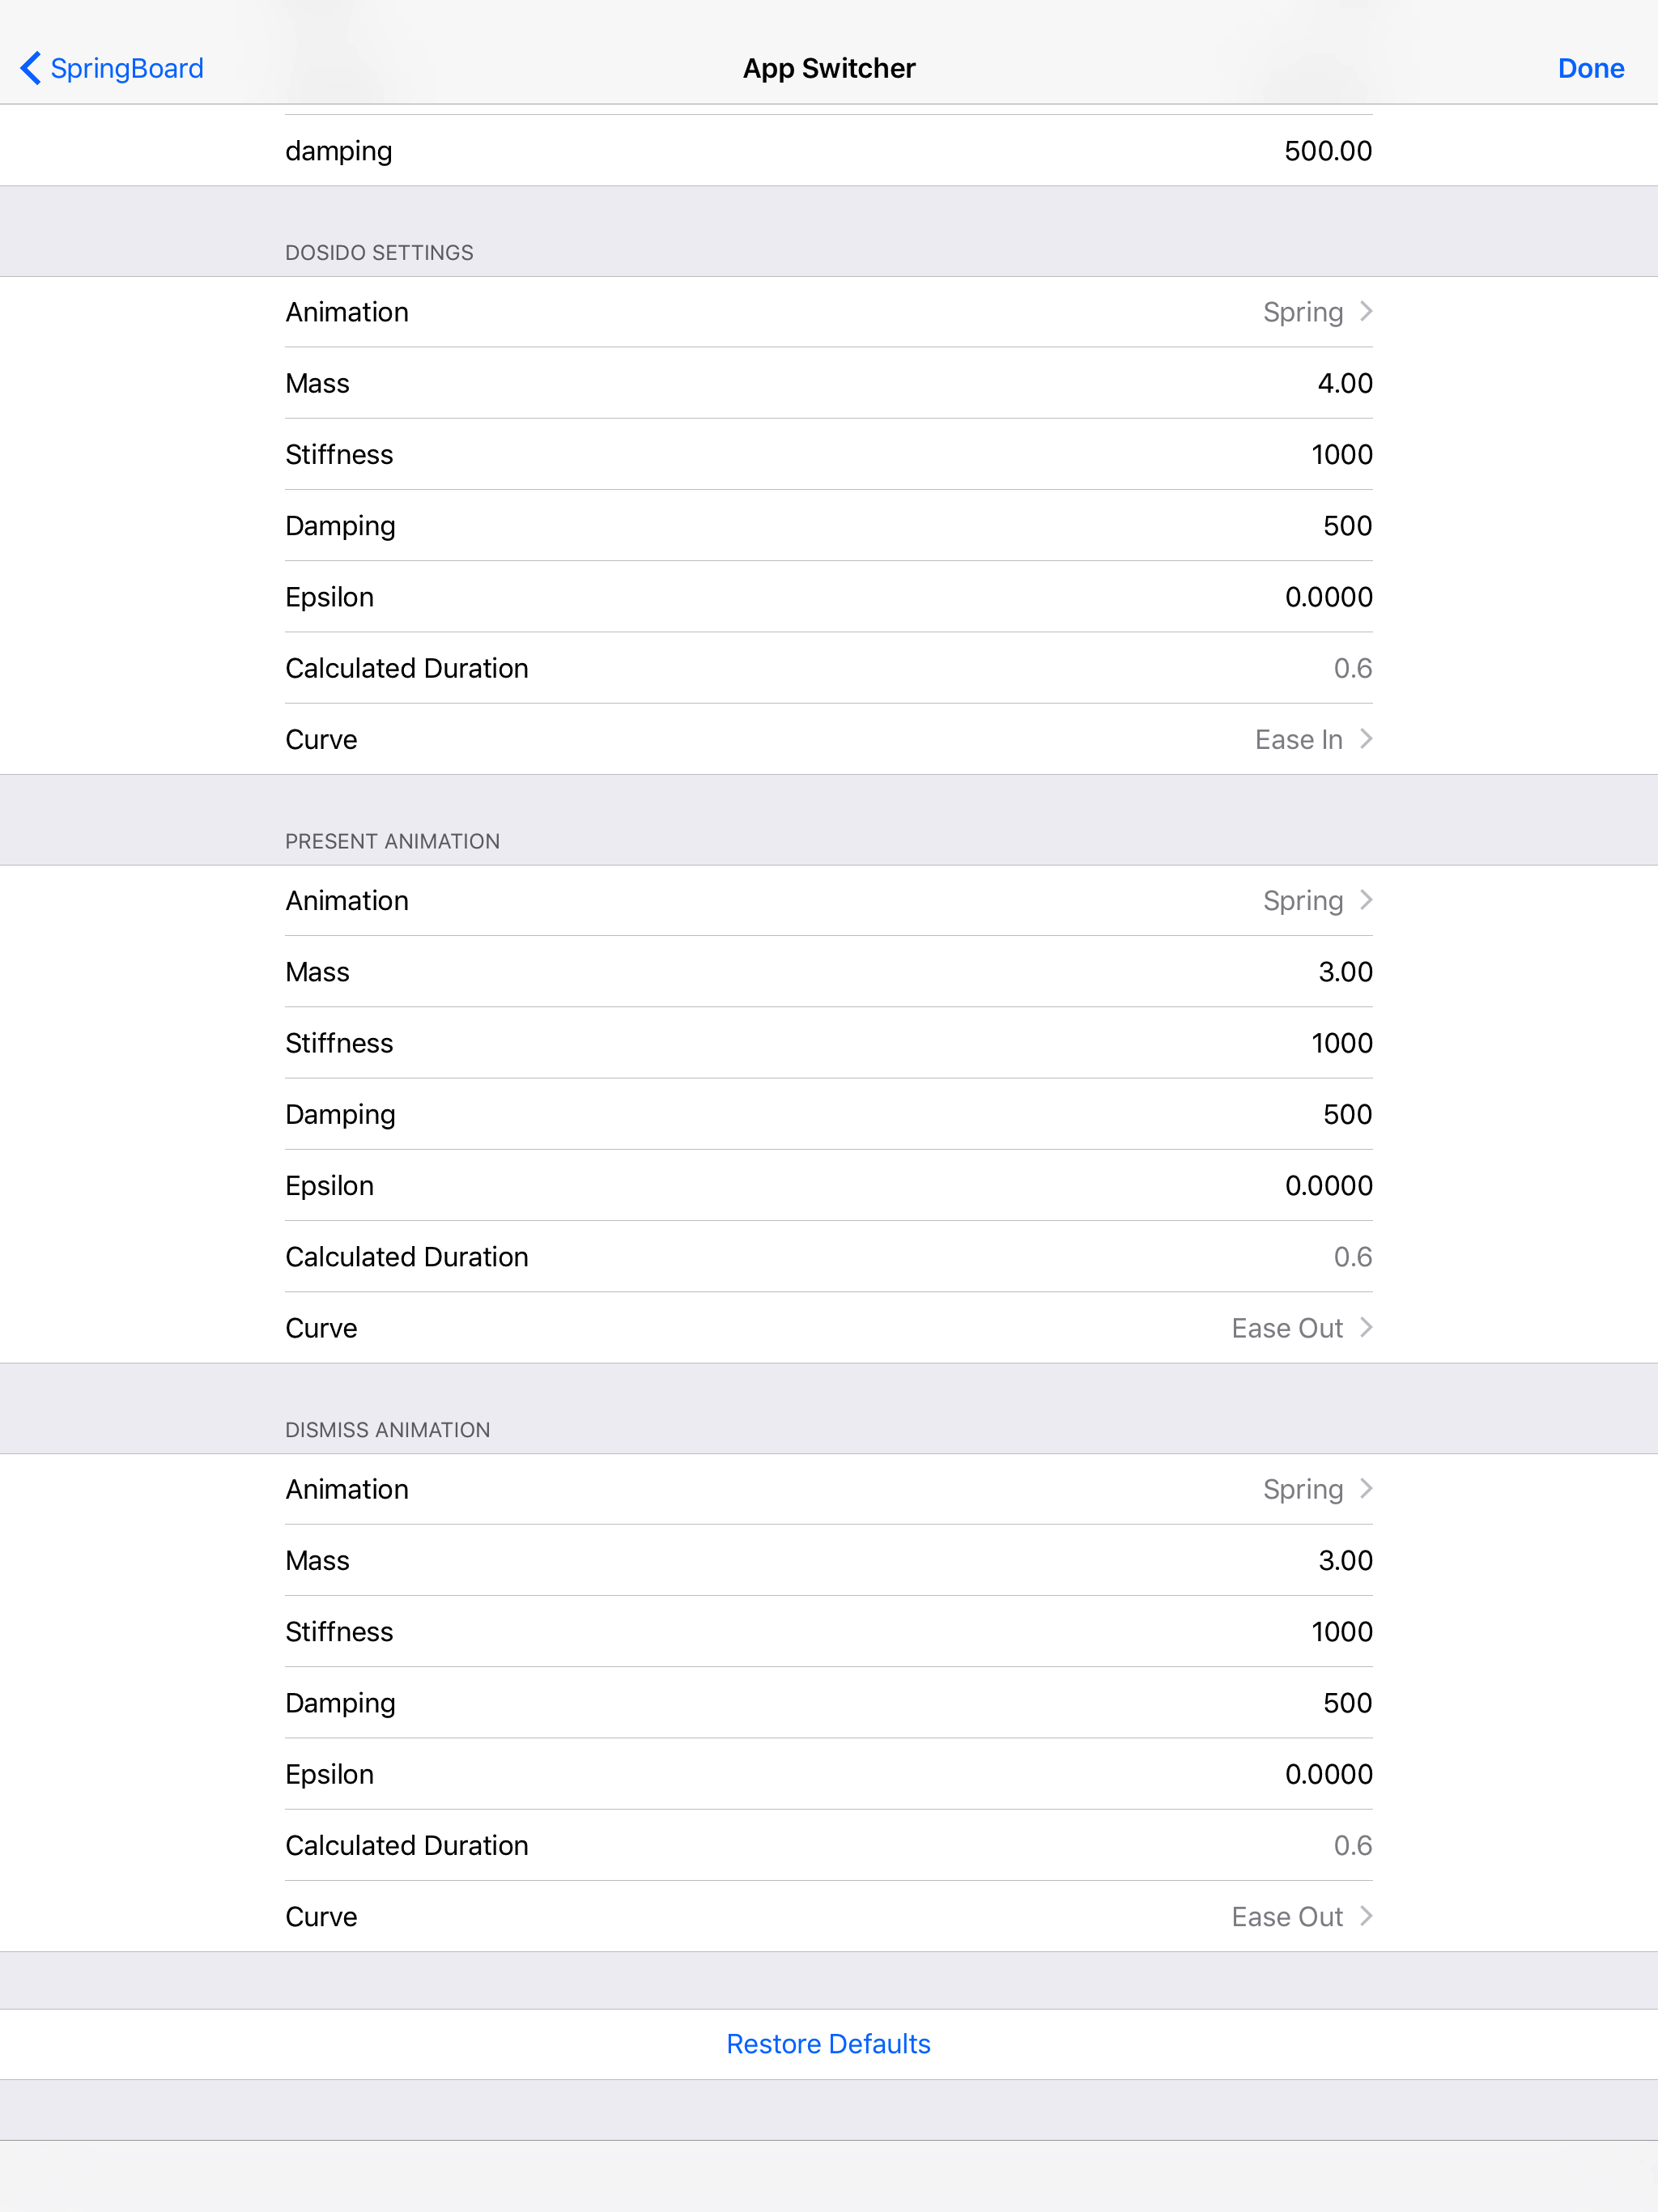 SpringBoard
App Switcher
Done
damping 500.00
DOSIDO SETTINGS
Animation Spring
Mass 4.00
Stiffness 1000
Damping 500
Epsilon 0.0000
Calculated Duration 0.6
Curve Ease In
PRESENT ANIMATION
Animation Spring
Mass 3.00
Stiffness 1000
Damping 500
Epsilon 0.0000
Calculated Duration 0.6
Curve Ease Out
DISMISS ANIMATION
Animation Spring
Mass 3.00
Stiffness 1000
Damping 500
Epsilon 0.0000
Calculated Duration 0.6
Curve Ease Out
Restore Defaults